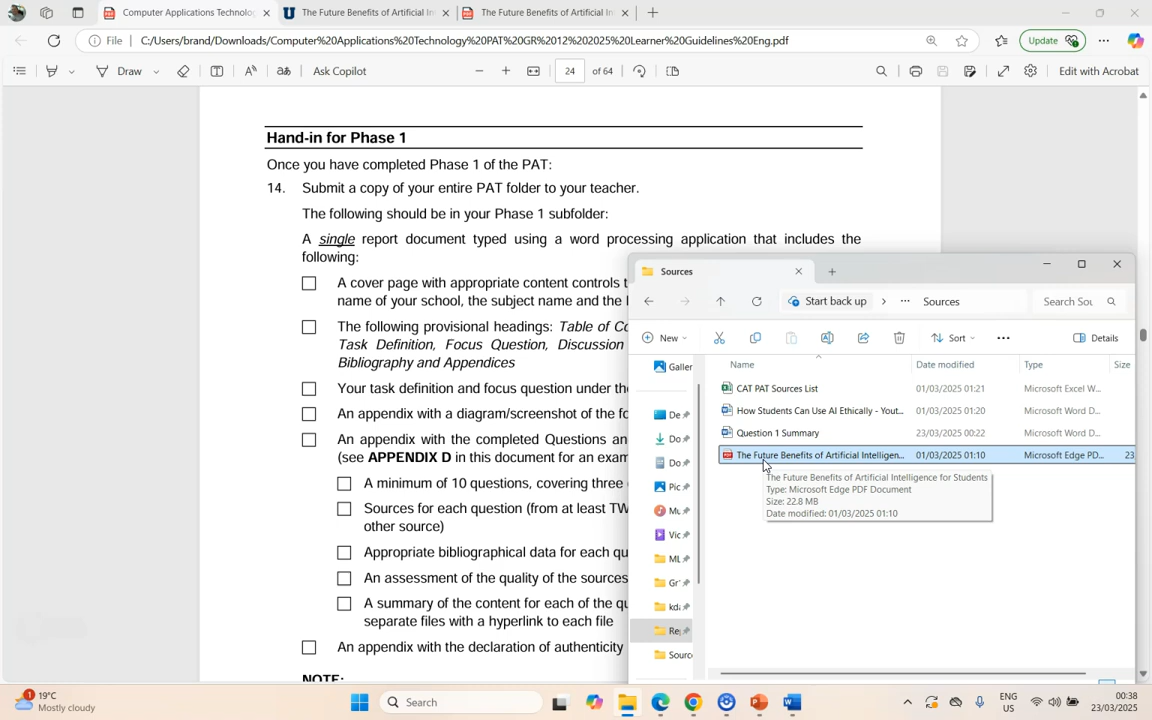 Computer Applications Technolog
The Future Benefits of Artificial In
The Future Benefits of Artificial In
File
C:/Users/brand/Downloads/Computer%20Applications%20Technology%20PAT%20GR%2012%202025%20Learner%20Guidelines%20Eng.pdf
Update
Draw
Ask Copilot
24 of 64
Edit with Acrobat
Hand-in for Phase 1
Once you have completed Phase 1 of the PAT:
14. Submit a copy of your entire PAT folder to your teacher.
The following should be in your Phase 1 subfolder:
A single report document typed using a word processing application that includes the
following:
A cover page with appropriate content controls t
name of your school, the subject name and the
The following provisional headings: Table of Co
Task Definition, Focus Question, Discussion
Bibliography and Appendices
Your task definition and focus question under the
An appendix with a diagram/screenshot of the fo
An appendix with the completed Questions an
(see APPENDIX D in this document for an exam
A minimum of 10 questions, covering three
Sources for each question (from at least TW
other source)
Appropriate bibliographical data for each qu
An assessment of the quality of the sources
A summary of the content for each of the qu
separate files with a hyperlink to each file
An appendix with the declaration of authenticity
NOTE:
Sources
Start back up
Sources
Search Sou
New
Sort
Details
Name
Date modified
Type
Size
Galler
De
Do
Do
Pic
Mu
Vic
ML
Gr
kda
Re
Sourc
CAT PAT Sources List 01/03/2025 01:21 Microsoft Excel W...
How Students Can Use AI Ethically - Yout... 01/03/2025 01:20 Microsoft Word D...
Question 1 Summary 23/03/2025 00:22 Microsoft Word D...
The Future Benefits of Artificial Intelligen... 01/03/2025 01:10 Microsoft Edge PD... 23
The Future Benefits of Artificial Intelligence for Students
Type: Microsoft Edge PDF Document
Size: 22.8 MB
Date modified: 01/03/2025 01:10
19°C
Mostly cloudy
Search
ENG
US
00:38
23/03/2025